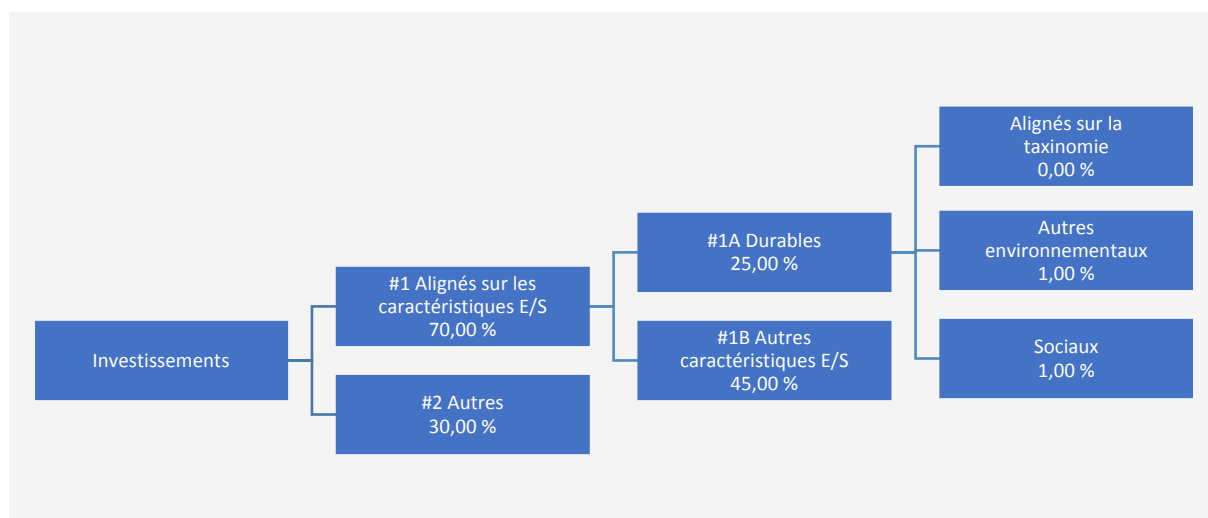 Investissements
#1 Alignés sur les
caractéristiques E/S
70,00 %
#2 Autres
30,00 %
#1A Durables
25,00 %
#1B Autres
caractéristiques E/S
45,00 %
Alignés sur la
taxinomie
0,00 %
Autres
environnementaux
1,00 %
Sociaux
1,00 %